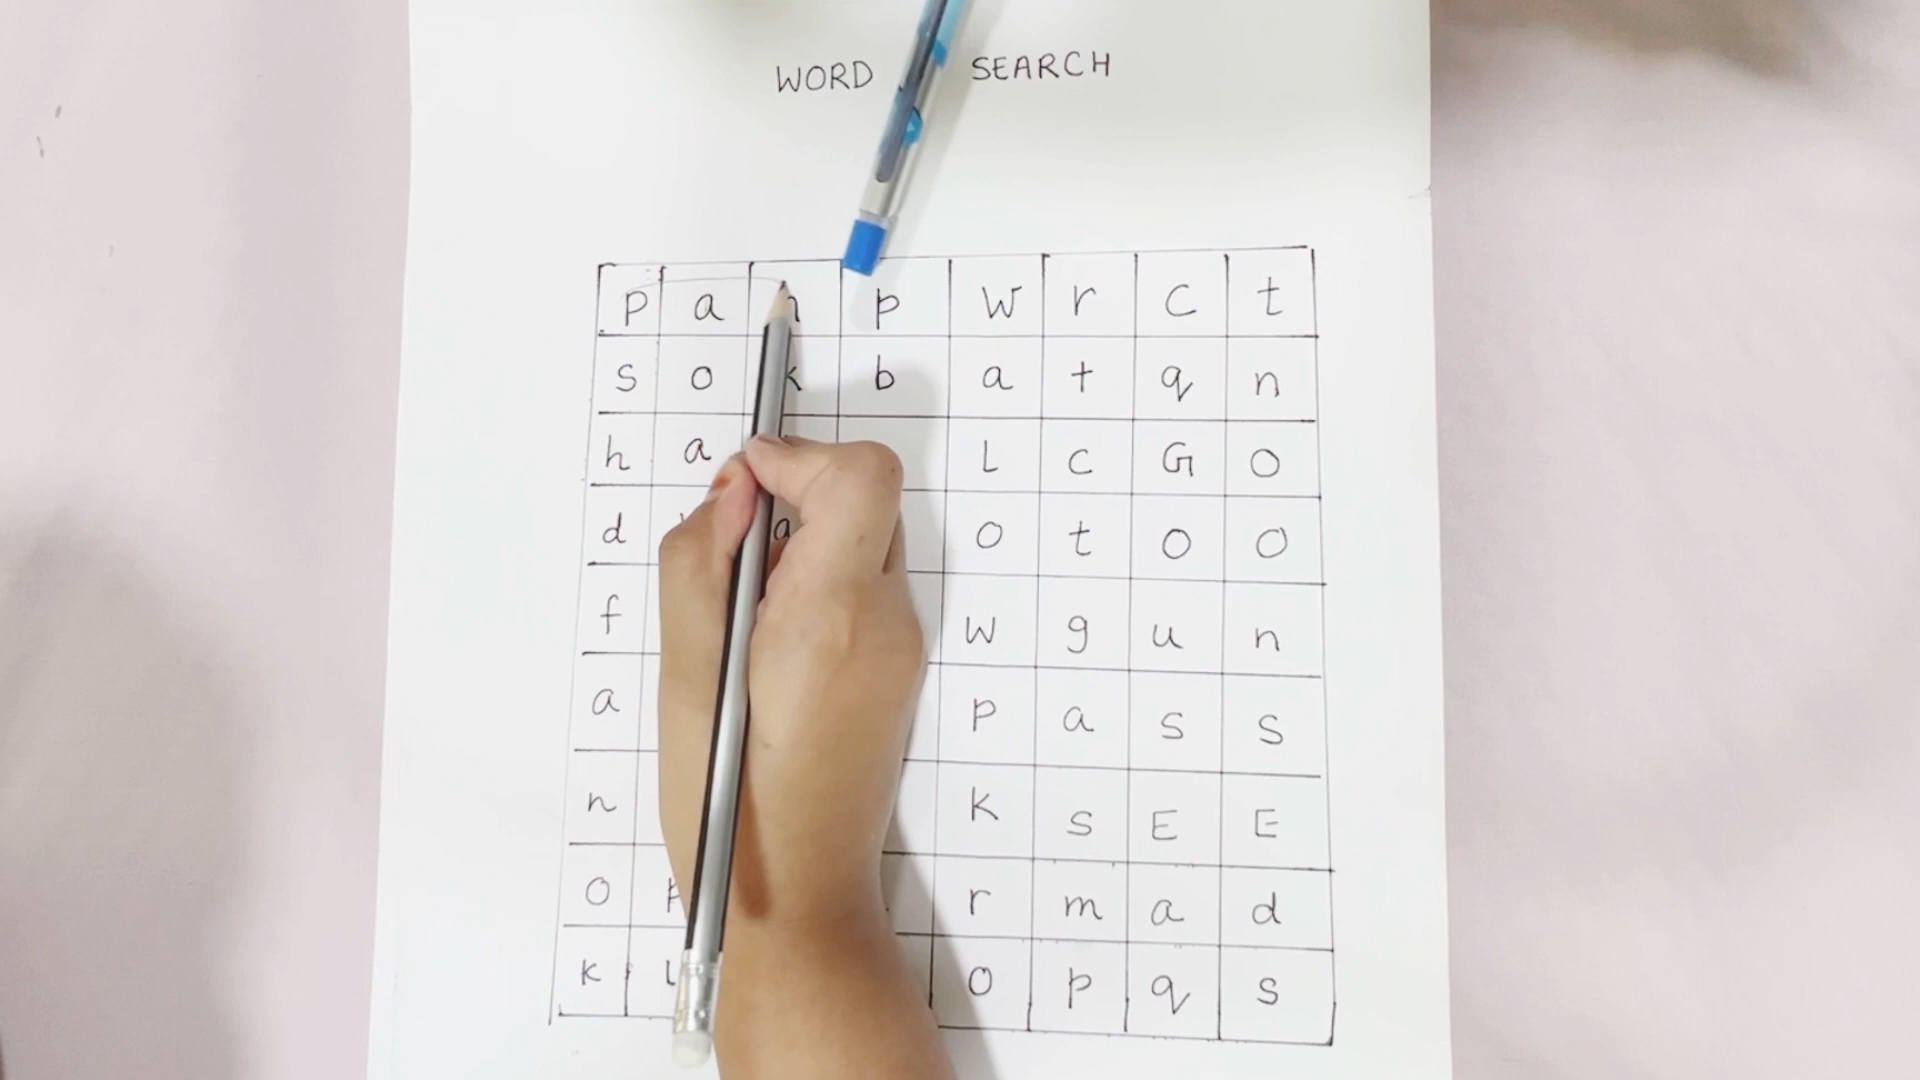 WORD SEARCH
p a n p W r C t
s o k b a t q n
h a L c G O
d a O t O O
f W g u n
a P a s s
n K s E E
O r m a d
K L O p q s